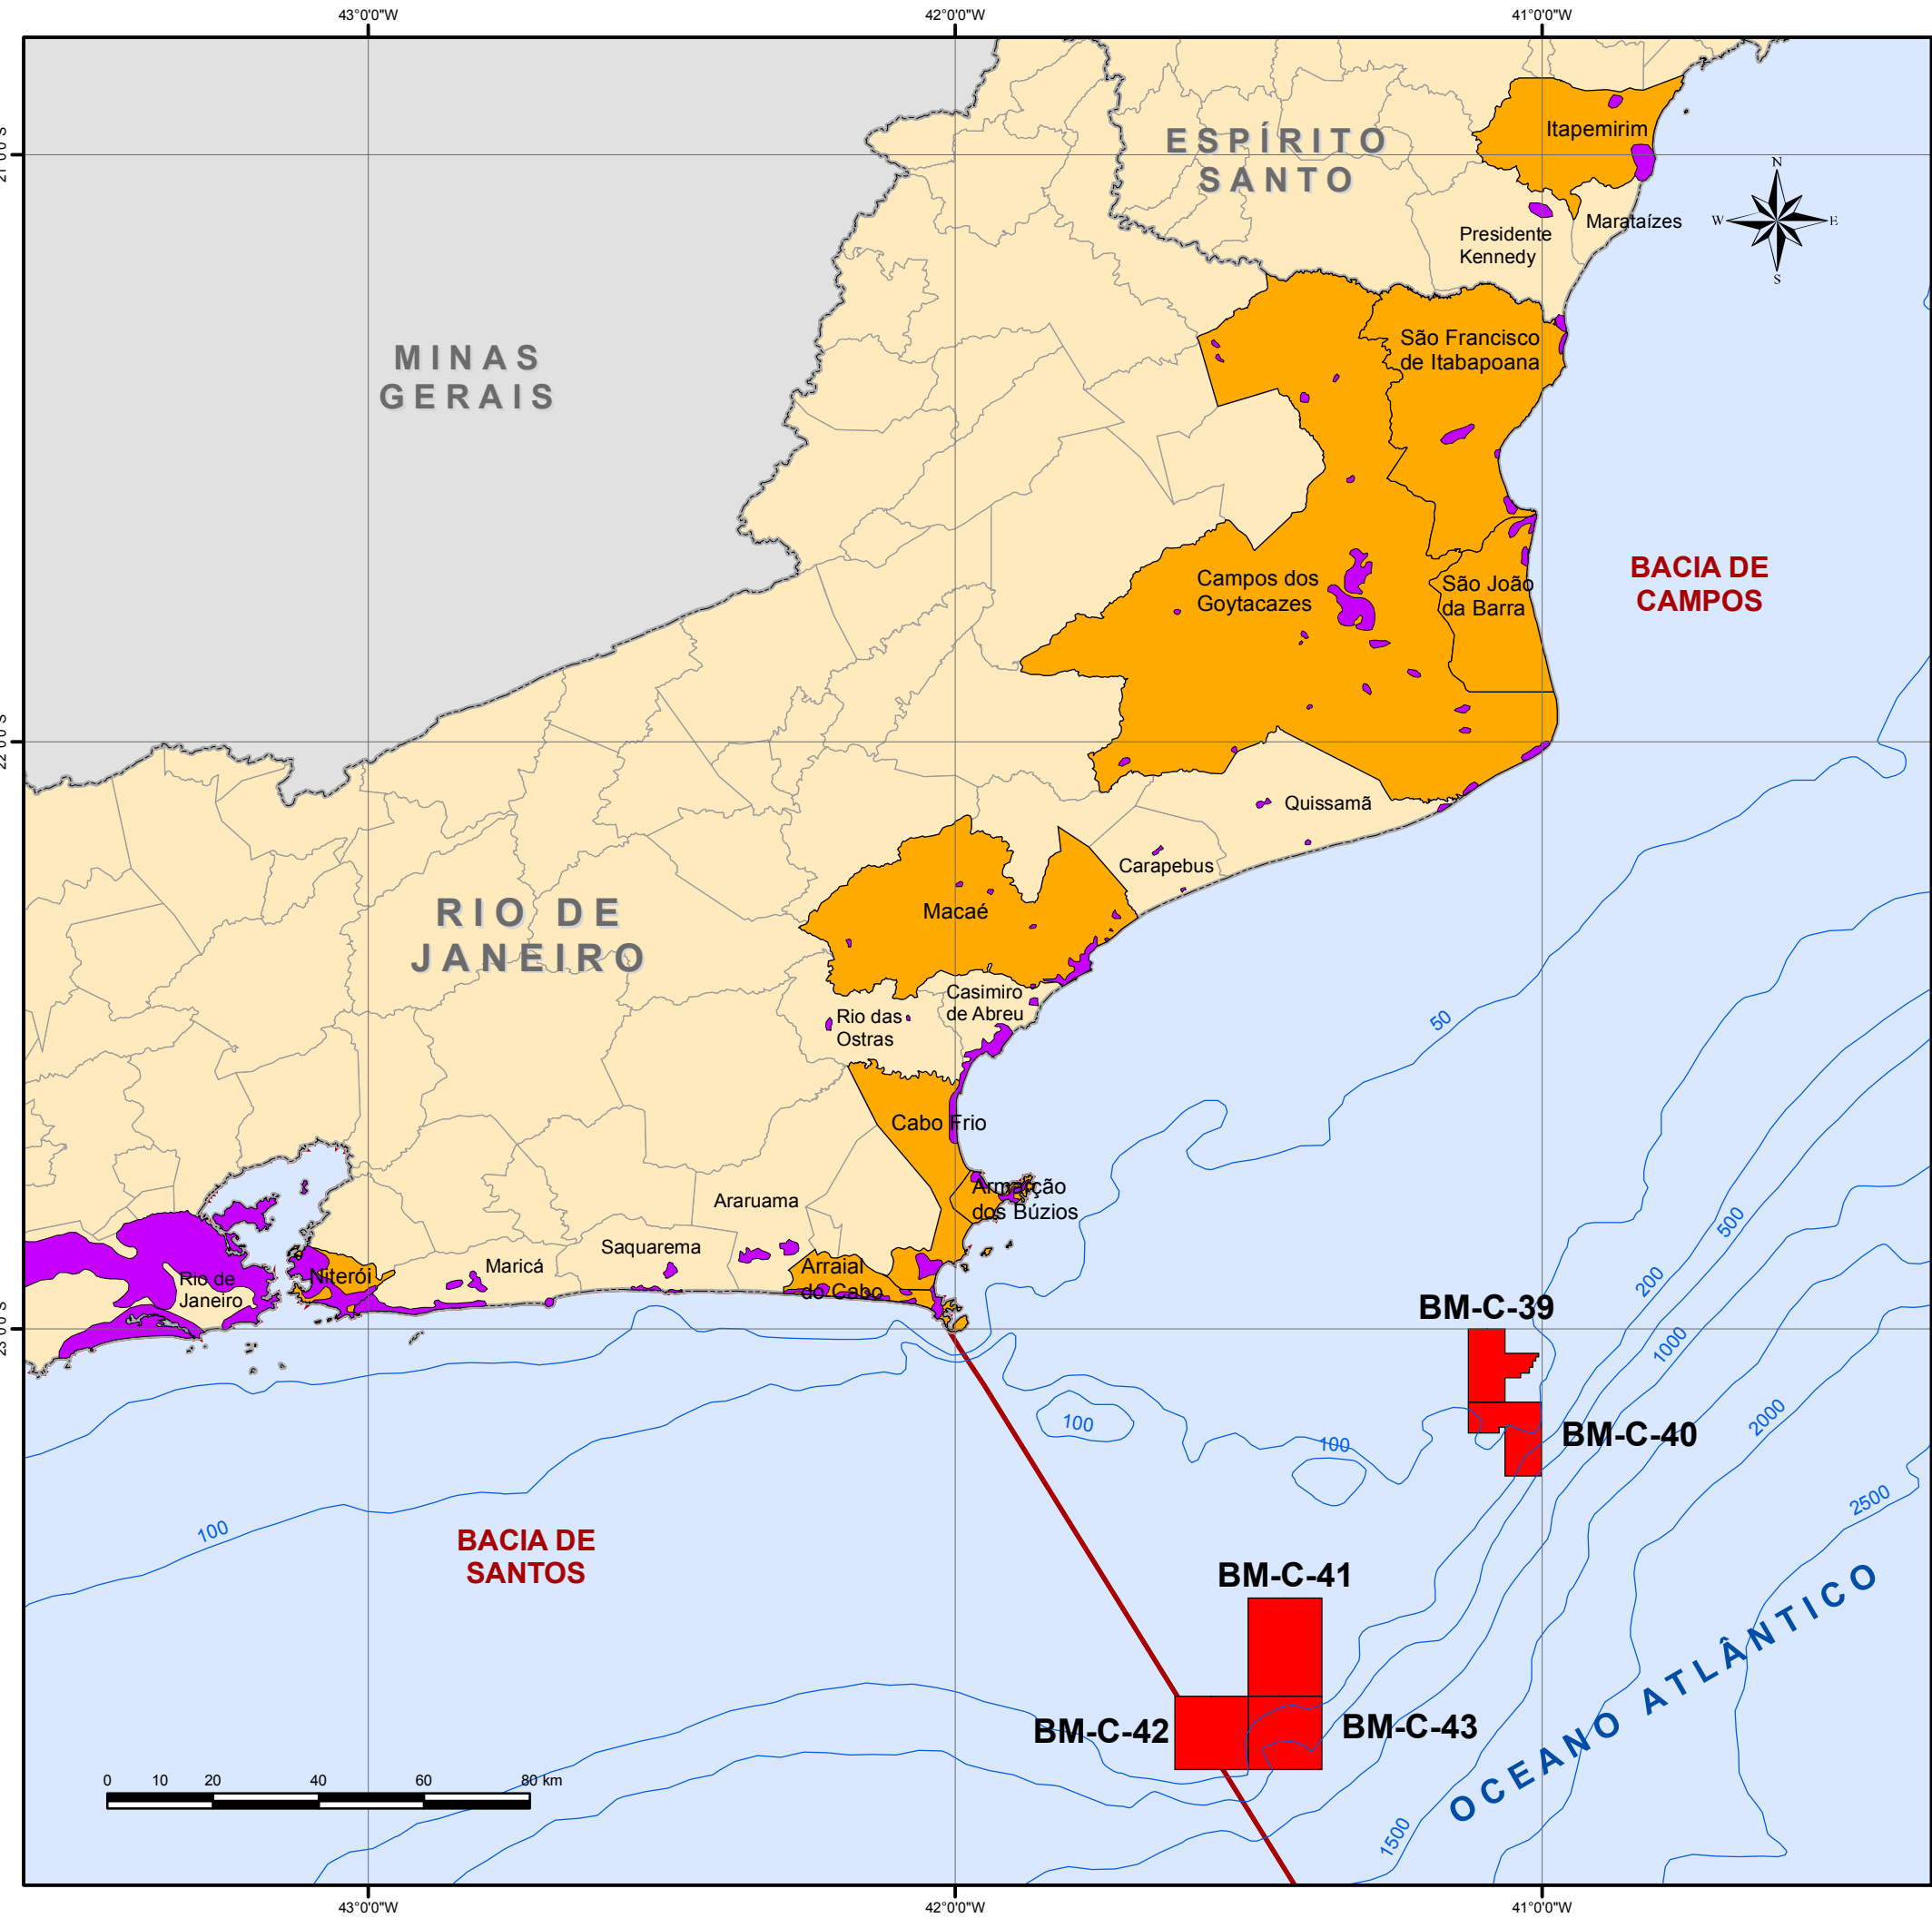 43°0'0"W
42°0'0"W
41°0'0"W
ESPÍRITO
SANTO
Itapemirim
N
W
E
S
Marataízes
Presidente
Kennedy
MINAS
GERAIS
São Francisco
de Itabapoana
BACIA DE
CAMPOS
Campos dos
Goytacazes
São João
da Barra
Quissamã
Carapebus
RIO DE
JANEIRO
Macaé
Casimiro
de Abreu
Rio das
Ostras
50
Cabo Frio
Armarção
dos Búzios
Araruama
Saquarema
Maricá
Arraial
do Cabo
Niterói
Rio de
Janeiro
500
200
1000
BM-C-39
2000
BM-C-40
100
100
2500
100
BACIA DE
SANTOS
BM-C-41
OCEANO ATLÂNTICO
BM-C-42
BM-C-43
0
10
20
40
60
80 km
1500
43°0'0"W
42°0'0"W
41°0'0"W